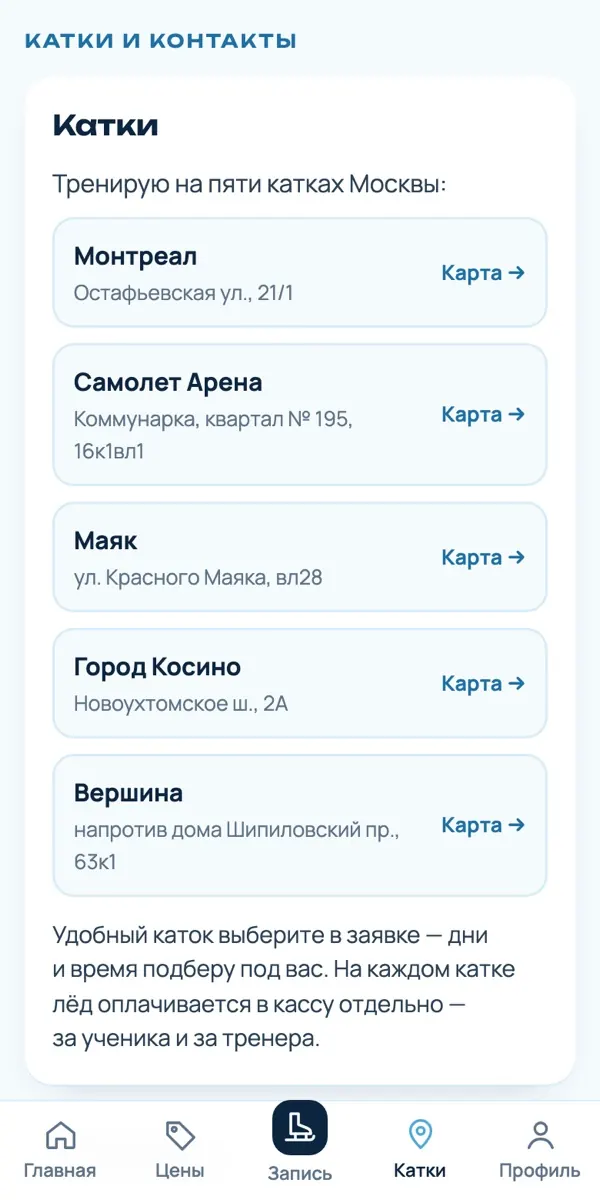 КАТКИ И КОНТАКТЫ
Катки
Тренирую на пяти катках Москвы:
Монтреал
Остафьевская ул., 21/1
Карта →
Самолет Арена
Коммунарка, квартал № 195,
16к1вл1
Карта →
Маяк
ул. Красного Маяка, вл28
Карта →
Город Косино
Новоухтомское ш., 2А
Карта →
Вершина
напротив дома Шипиловский пр.,
63к1
Карта →
Удобный каток выберите в заявке — дни
и время подберу под вас. На каждом катке
лёд оплачивается в кассу отдельно —
за ученика и за тренера.
Главная
Цены
Запись
Катки
Профиль